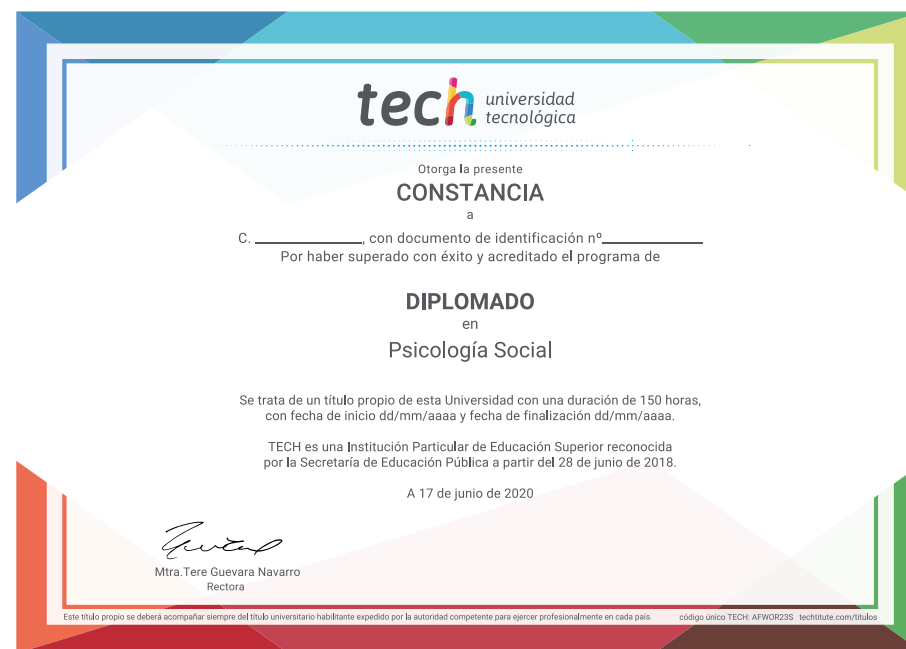 tech universidad
tecnológica
Otorga la presente
CONSTANCIA
a
C. ______________, con documento de identificación nº_____________
Por haber superado con éxito y acreditado el programa de
DIPLOMADO
en
Psicología Social
Se trata de un título propio de esta Universidad con una duración de 150 horas,
con fecha de inicio dd/mm/aaaa y fecha de finalización dd/mm/aaaa.
TECH es una Institución Particular de Educación Superior reconocida
por la Secretaría de Educación Pública a partir del 28 de junio de 2018.
A 17 de junio de 2020
Mtra.Tere Guevara Navarro
Rectora
Este título propio se deberá acompañar siempre del título universitario habilitante expedido por la autoridad competente para ejercer profesionalmente en cada país. código único TECH: AFWOR23S techtitute.com/titulos